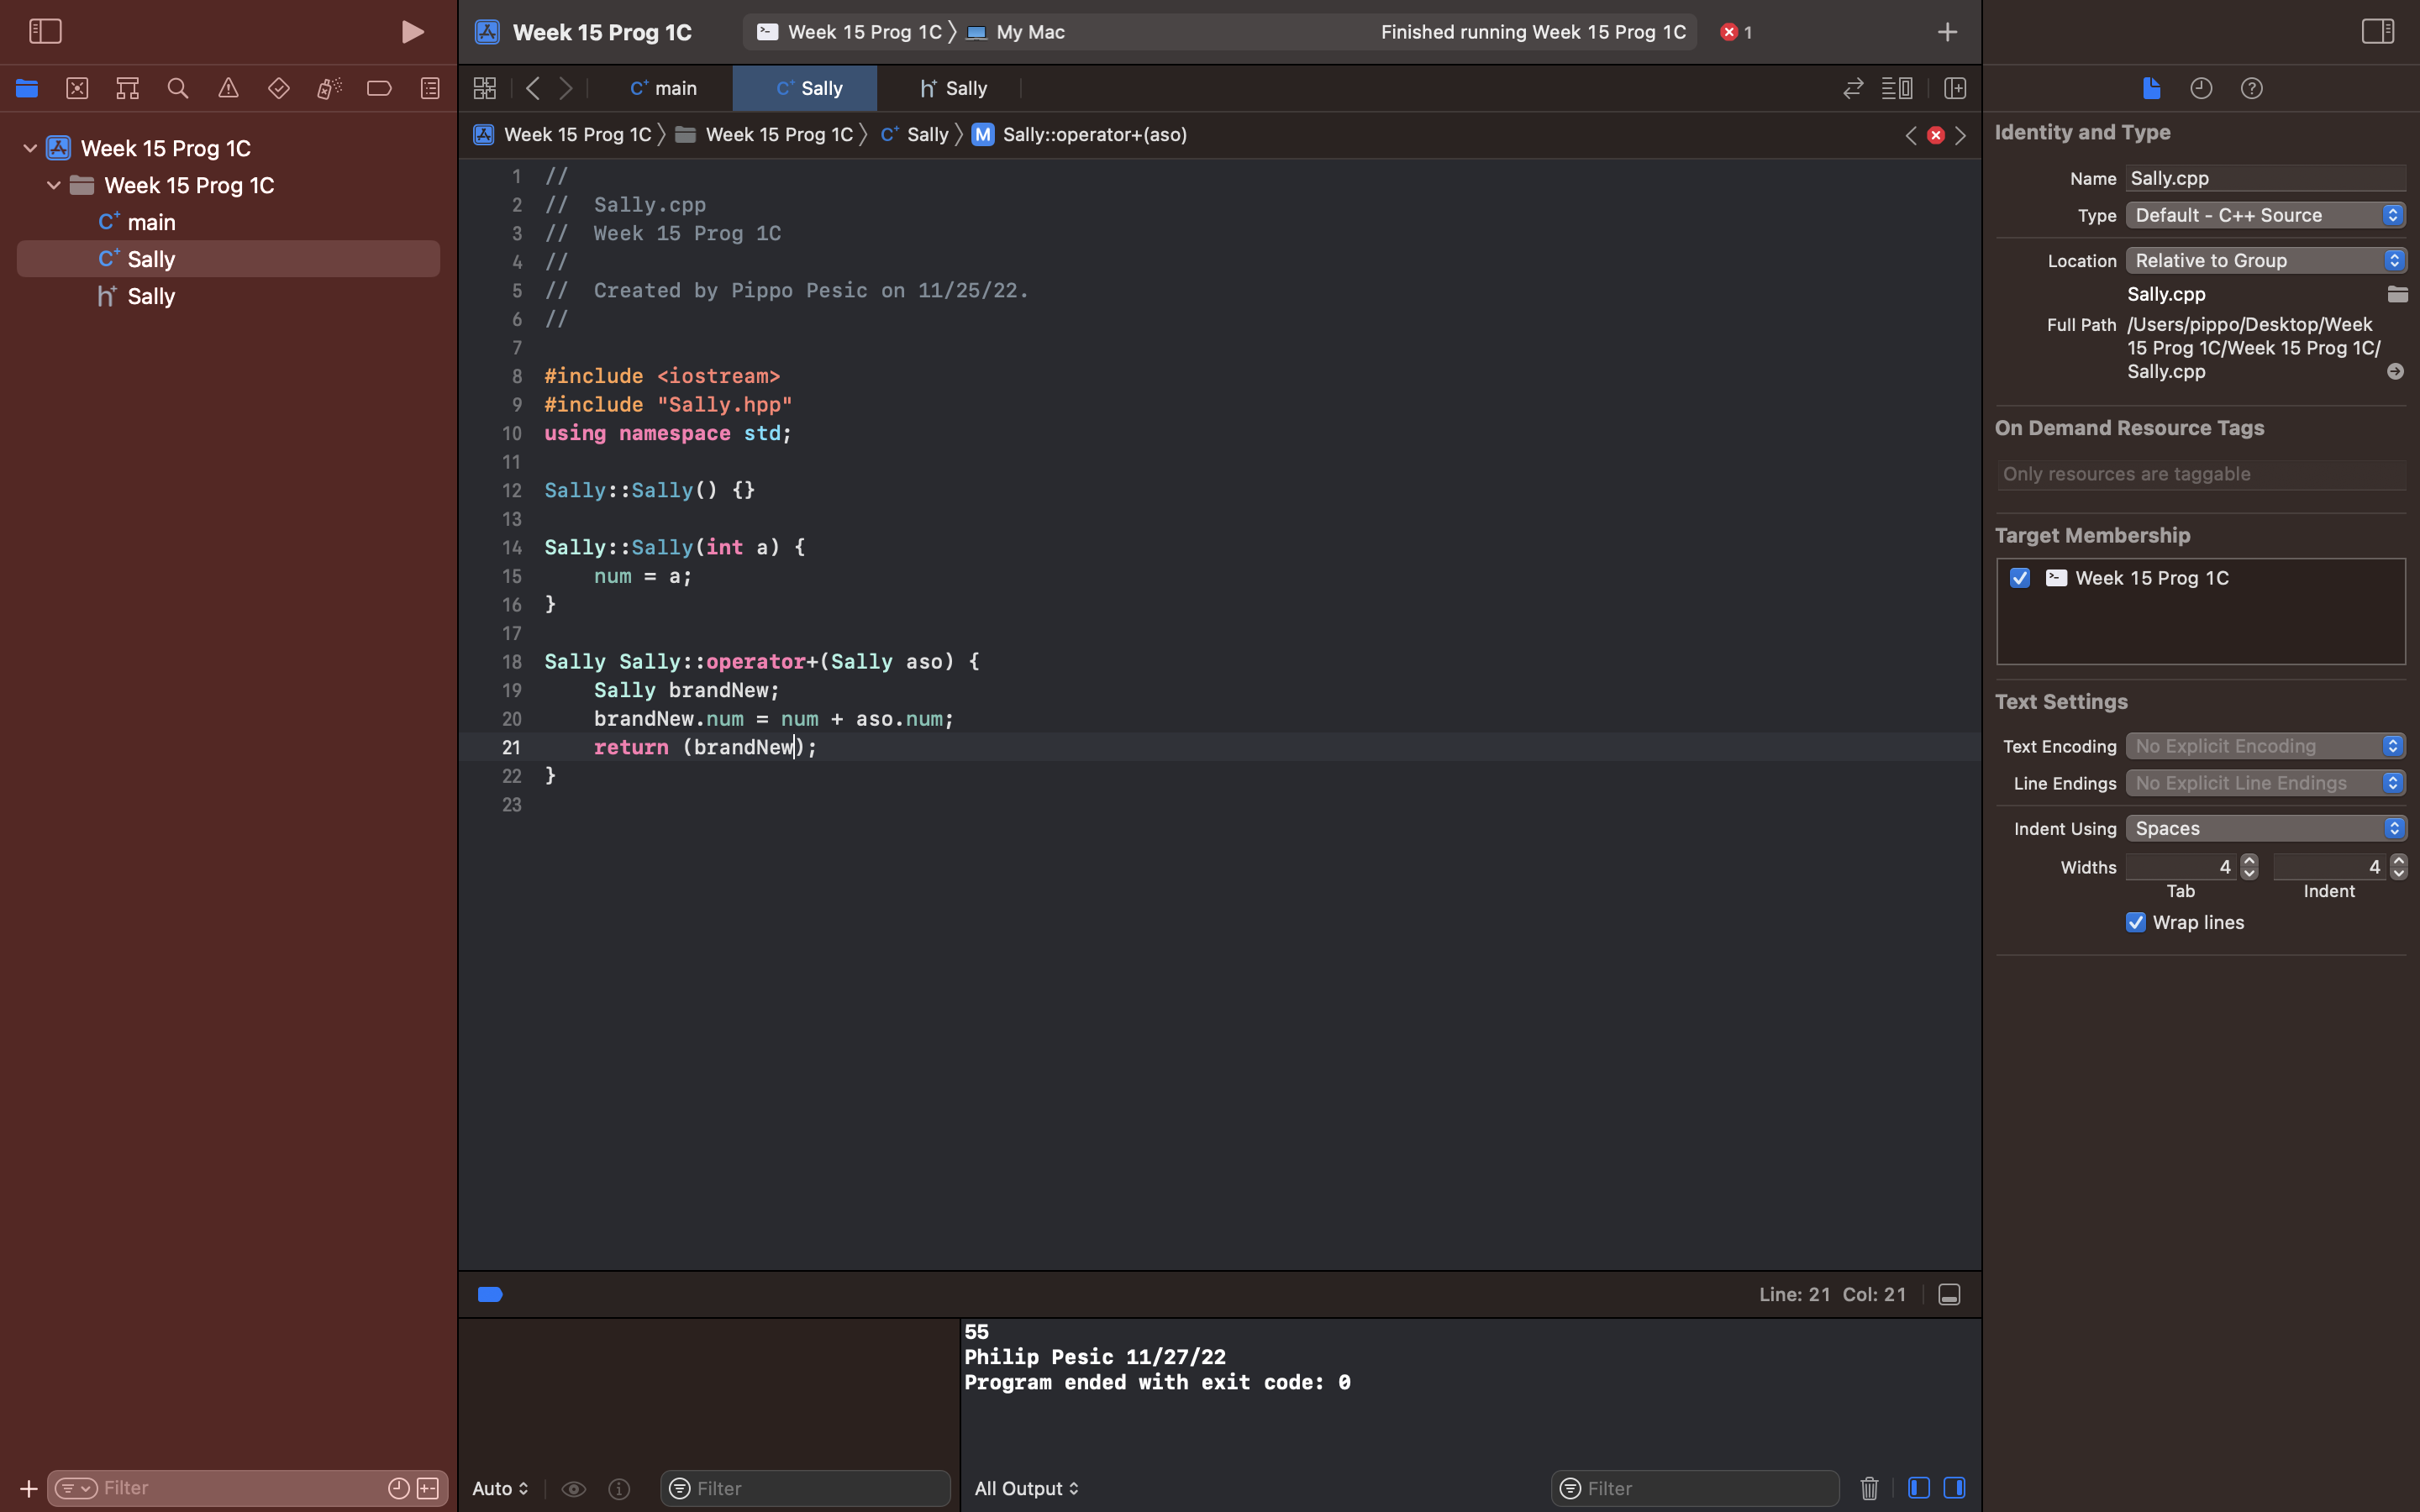 Week 15 Prog 1C
Week 15 Prog 1C
main
Sally
Sally
Filter
Week 15 Prog 1C
Week 15 Prog 1C 〉 My Mac
Finished running Week 15 Prog 1C
1
C+ main
C+ Sally
h+ Sally
Week 15 Prog 1C 〉 Week 15 Prog 1C 〉 C+ Sally 〉 M Sally::operator+(aso)
1 //
2 //  Sally.cpp
3 //  Week 15 Prog 1C
4 //
5 //  Created by Pippo Pesic on 11/25/22.
6 //
7
8 #include <iostream>
9 #include "Sally.hpp"
10 using namespace std;
11
12 Sally::Sally() {}
13
14 Sally::Sally(int a) {
15     num = a;
16 }
17
18 Sally Sally::operator+(Sally aso) {
19     Sally brandNew;
20     brandNew.num = num + aso.num;
21     return (brandNew);
22 }
23
Line: 21 Col: 21
55
Philip Pesic 11/27/22
Program ended with exit code: 0
Auto
Filter
All Output
Filter
Identity and Type
Name Sally.cpp
Type Default - C++ Source
Location Relative to Group
Sally.cpp
Full Path /Users/pippo/Desktop/Week
15 Prog 1C/Week 15 Prog 1C/
Sally.cpp
On Demand Resource Tags
Only resources are taggable
Target Membership
Week 15 Prog 1C
Text Settings
Text Encoding No Explicit Encoding
Line Endings No Explicit Line Endings
Indent Using Spaces
Widths 4 4
Tab Indent
Wrap lines